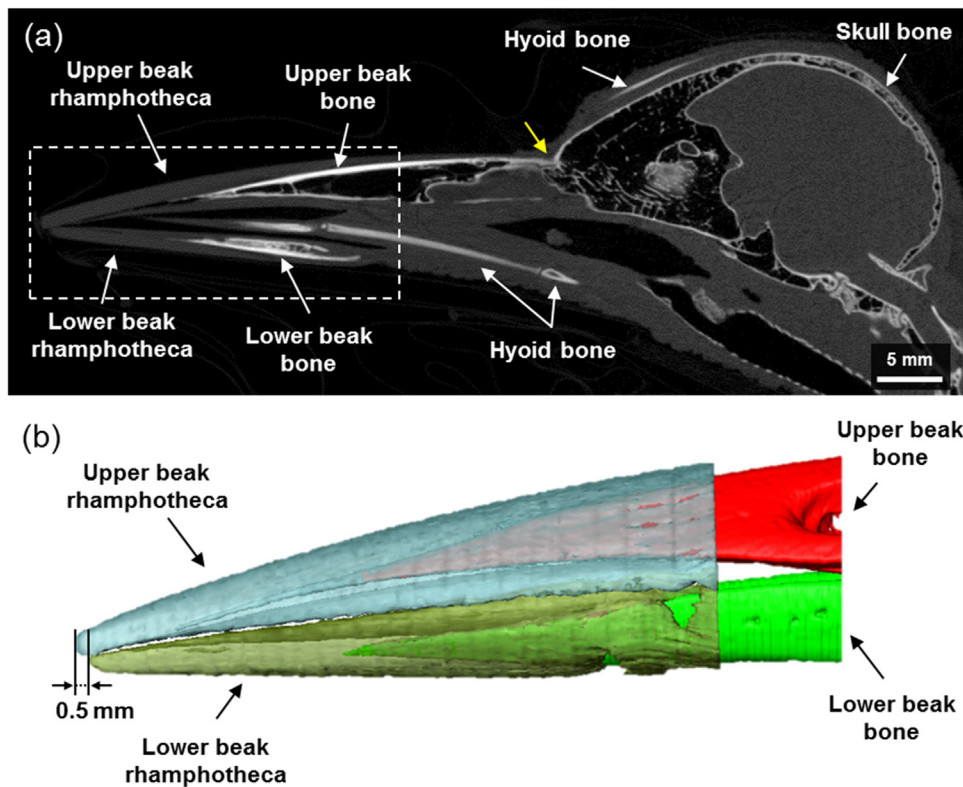 (a)
Upper beak
rhamphotheca
Upper beak
bone
Hyoid bone
Skull bone
Lower beak
rhamphotheca
Lower beak
bone
Hyoid bone
5 mm
(b)
Upper beak
rhamphotheca
Upper beak
bone
0.5 mm
Lower beak
rhamphotheca
Lower beak
bone